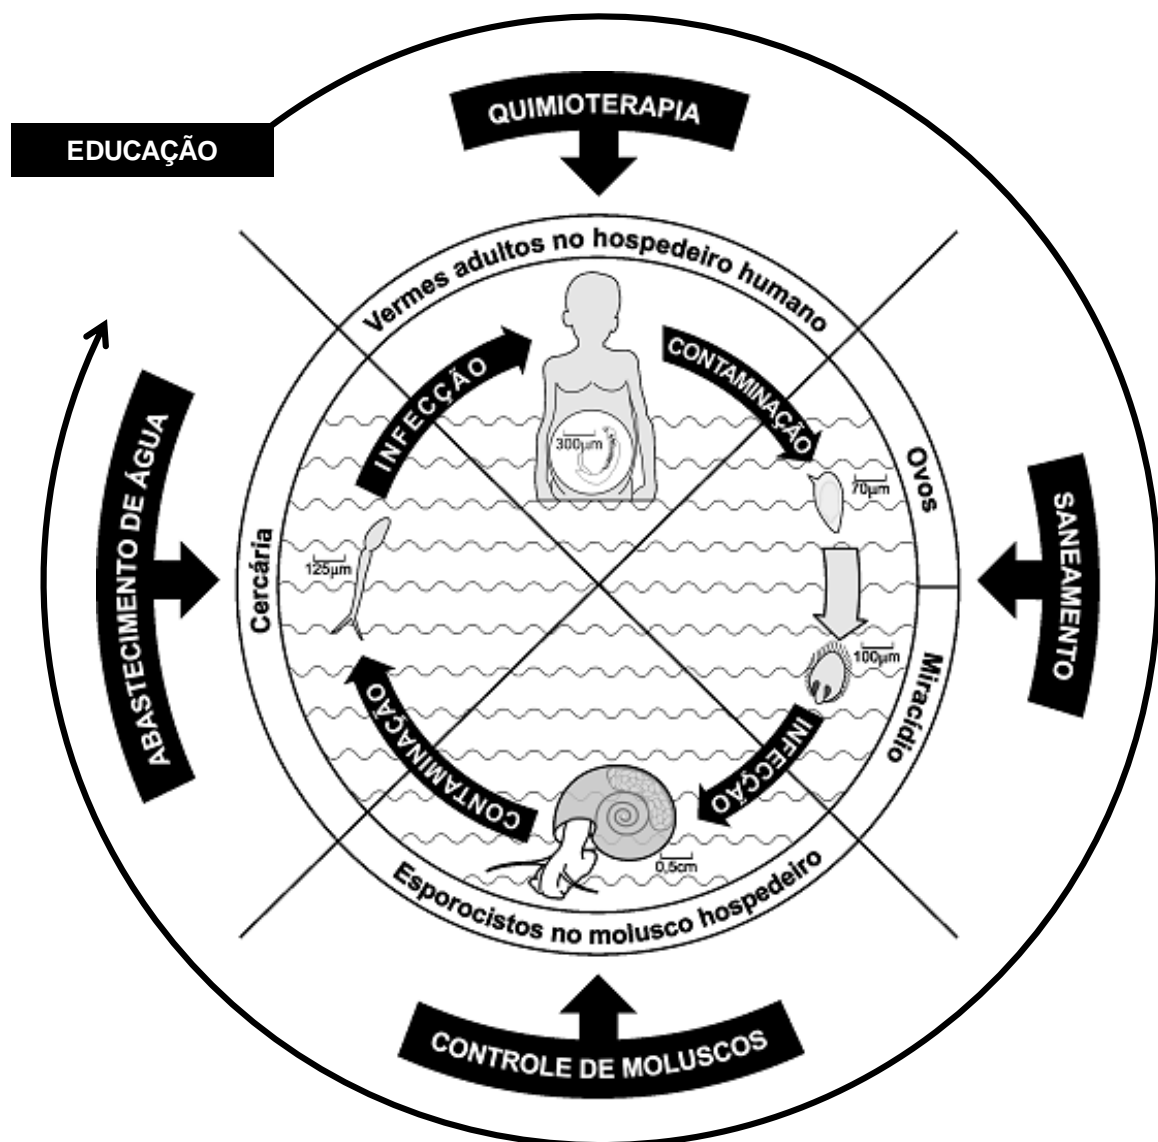 QUIMIOTERAPIA
EDUCAÇÃO
Vermes adultos no hospedeiro humano
CONTAMINAÇÃO
INFECÇÃO
300µm
Ovos
70µm
ABASTECIMENTO DE ÁGUA
SANEAMENTO
Cercária
125µm
100µm
Miracídio
CONTAMINAÇÃO
INFECÇÃO
0,5cm
Esporocistos no molusco hospedeiro
CONTROLE DE MOLUSCOS